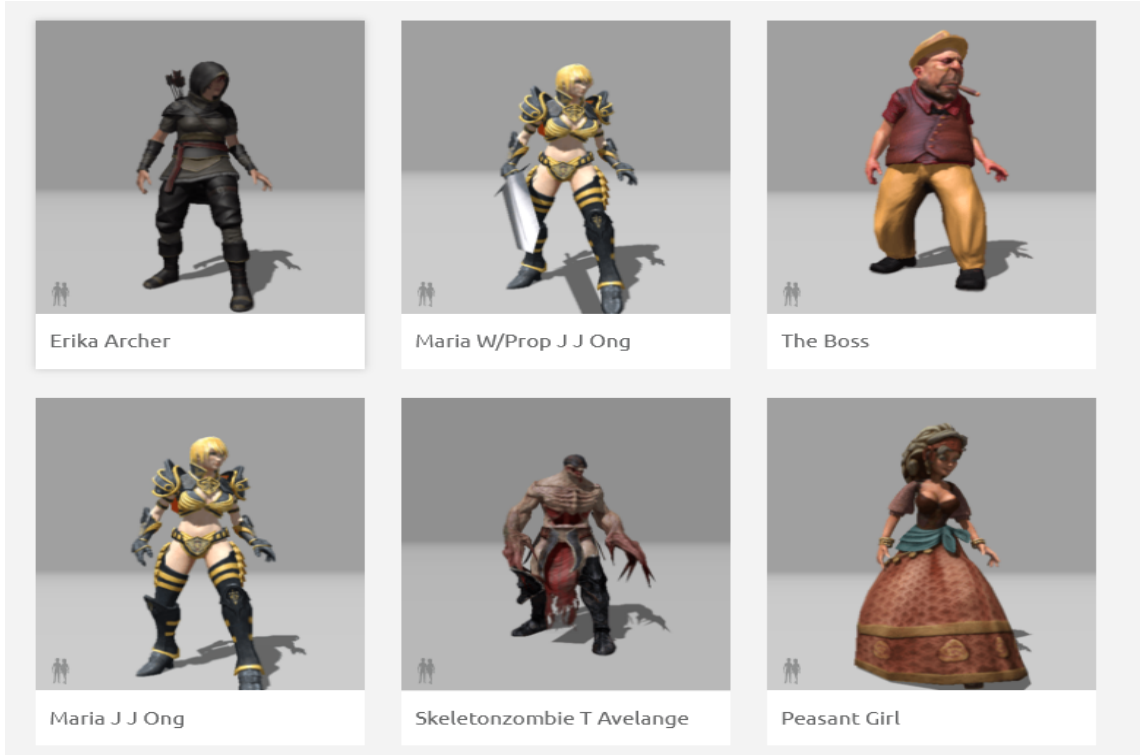 Erika Archer
Maria W/Prop J J Ong
The Boss
Maria J J Ong
Skeletonzombie T Avelange
Peasant Girl